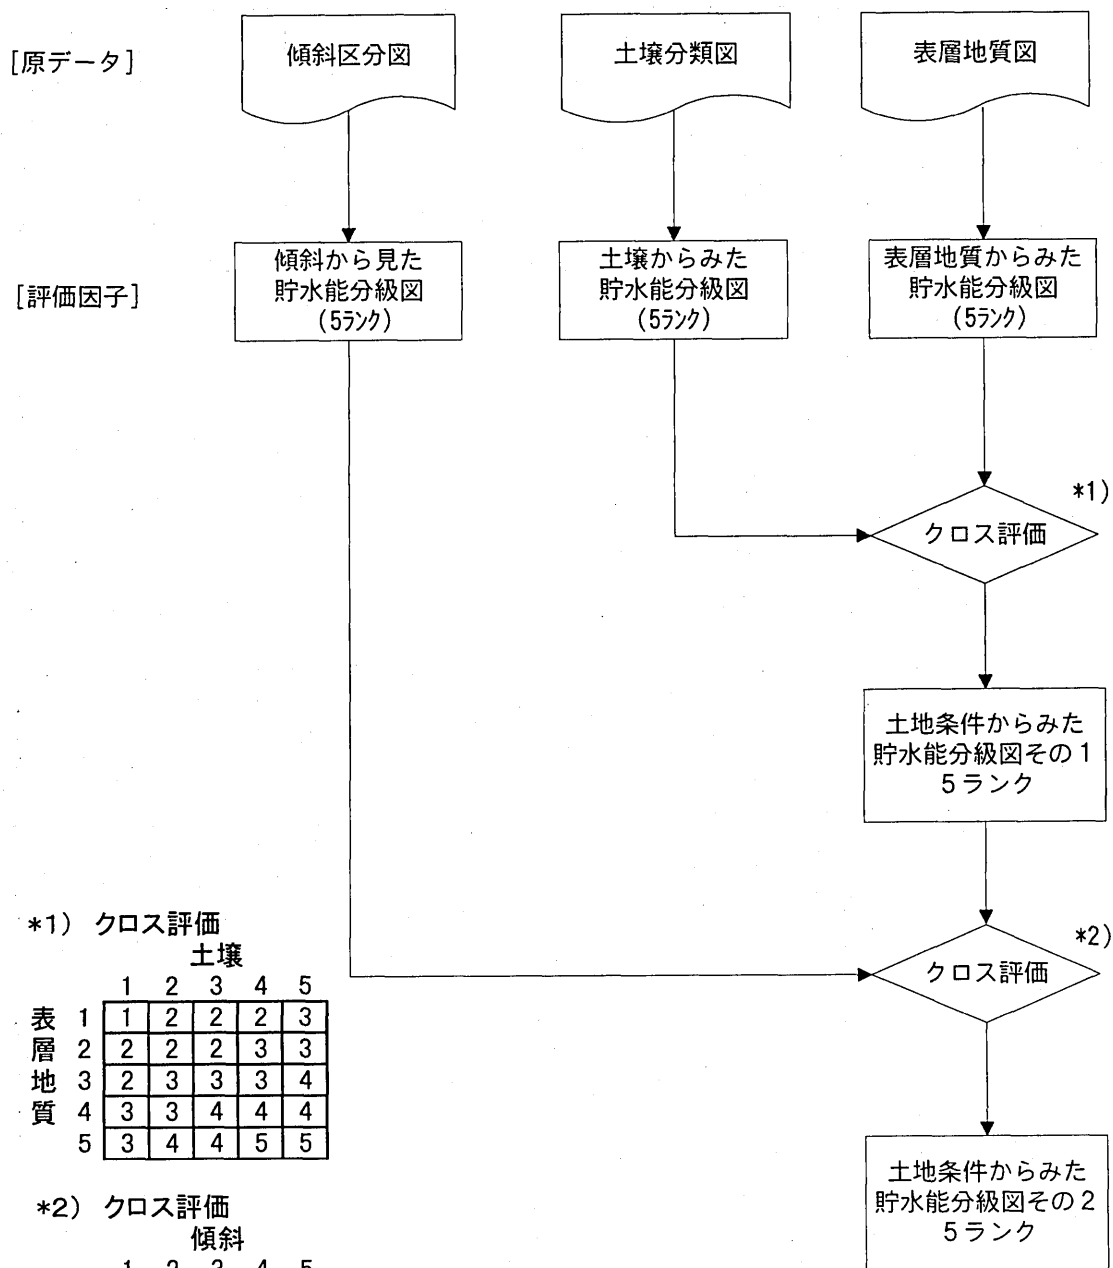 [原データ]
傾斜区分図
土壌分類図
表層地質図
[評価因子]
傾斜から見た
貯水能分級図
(5ランク)
土壌からみた
貯水能分級図
(5ランク)
表層地質からみた
貯水能分級図
(5ランク)
*1)
クロス評価
土地条件からみた
貯水能分級図その1
5ランク
*2)
クロス評価
土地条件からみた
貯水能分級図その2
5ランク
*1) クロス評価
土壌
1 2 3 4 5
表 1 1 2 2 2 3
層 2 2 2 2 3 3
地 3 2 3 3 3 4
質 4 3 3 4 4 4
5 3 4 4 5 5
*2) クロス評価
傾斜
1 2 3 4 5